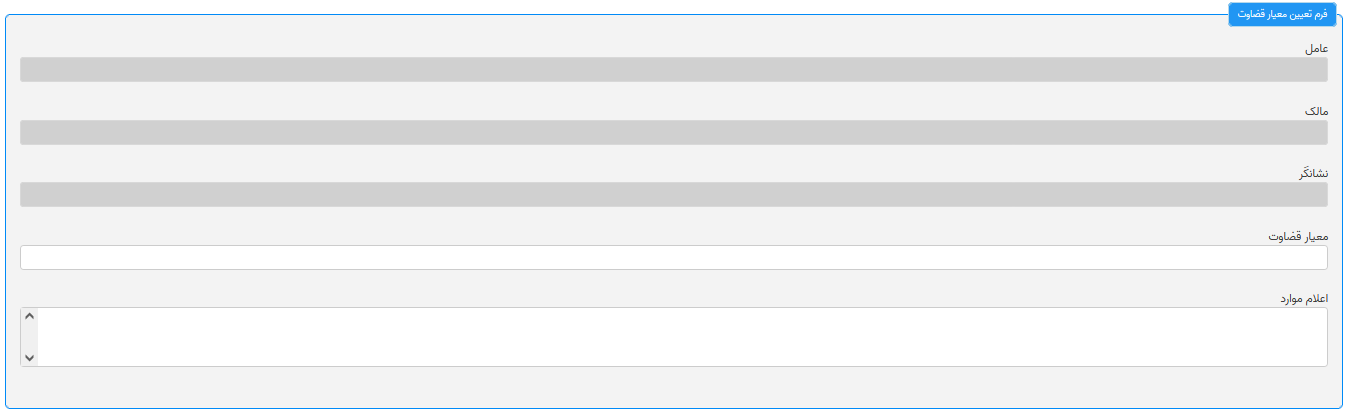 فرم تعیین معیار قضاوت
عامل
مالک
نشانگر
معیار قضاوت
اعلام موارد